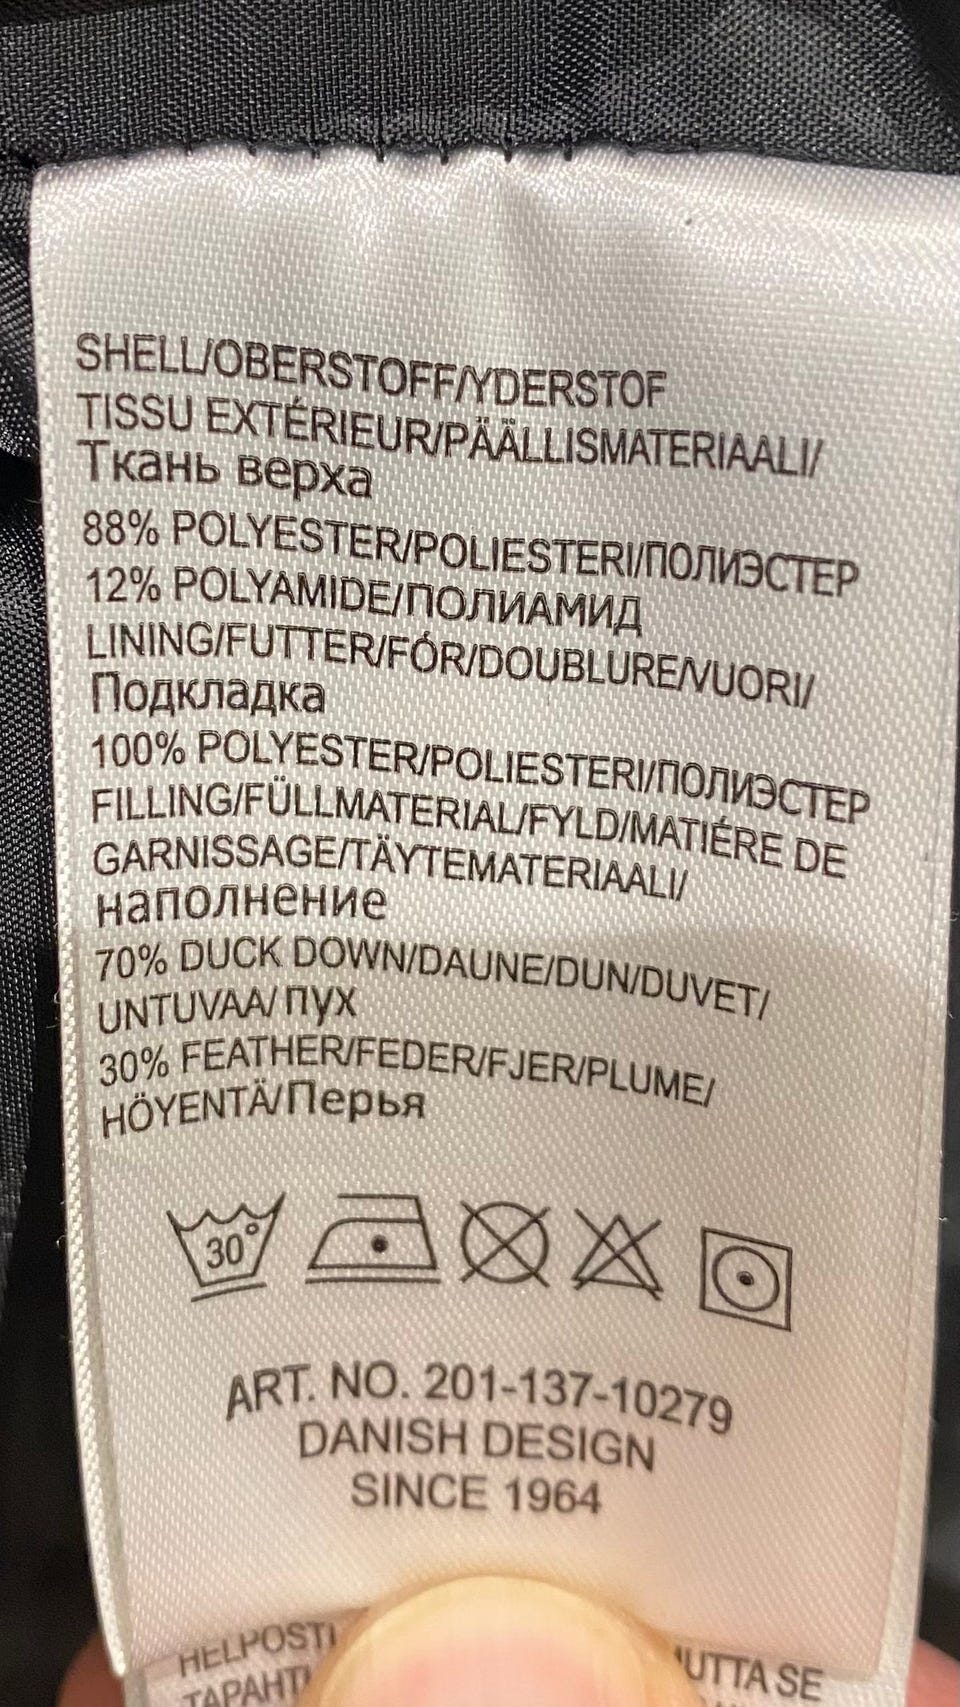 SHELL/OBERSTOFF/YDERSTOF
TISSU EXTÉRIEUR/PÄÄLLISMATERIAALI/
Ткань верха
88% POLYESTER/POLIESTERI/ПОЛИЭСТЕР
12% POLYAMIDE/ПОЛИАМИД
LINING/FUTTER/FÓR/DOUBLURE/VUORI/
Подкладка
100% POLYESTER/POLIESTERI/ПОЛИЭСТЕР
FILLING/FÜLLMATERIAL/FYLD/MATIÉRE DE
GARNISSAGE/TÄYTEMATERIAALI/
наполнение
70% DUCK DOWN/DAUNE/DUN/DUVET/
UNTUVAA/ пух
30% FEATHER/FEDER/FJER/PLUME/
HÖYENTÄ/Перья
30°
ART. NO. 201-137-10279
DANISH DESIGN
SINCE 1964
HELPOSTI SE